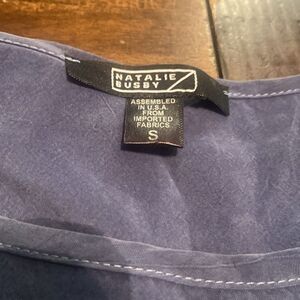 NATALIE
BUSBY
ASSEMBLED
IN U.S.A.
FROM
IMPORTED
FABRICS
S